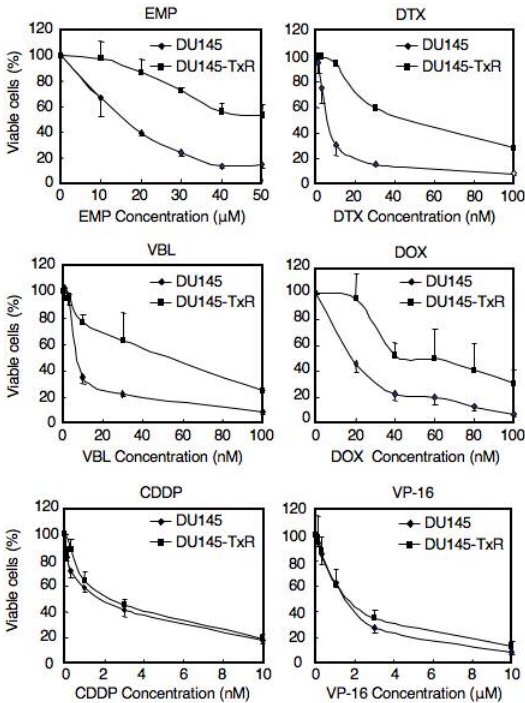 EMP
Viable cells (%)
120
100
80
60
40
20
0
DU145
DU145-TxR
0 10 20 30 40 50
EMP Concentration (μM)
DTX
120
100
80
60
40
20
0
DU145
DU145-TxR
0 20 40 60 80 100
DTX Concentration (nM)
VBL
Viable cells (%)
120
100
80
60
40
20
0
DU145
DU145-TxR
0 20 40 60 80 100
VBL Concentration (nM)
DOX
120
100
80
60
40
20
0
DU145
DU145-TxR
0 20 40 60 80 100
DOX Concentration (nM)
CDDP
Viable cells (%)
120
100
80
60
40
20
0
DU145
DU145-TxR
0 2 4 6 8 10
CDDP Concentration (nM)
VP-16
120
100
80
60
40
20
0
DU145
DU145-TxR
0 2 4 6 8 10
VP-16 Concentration (μM)